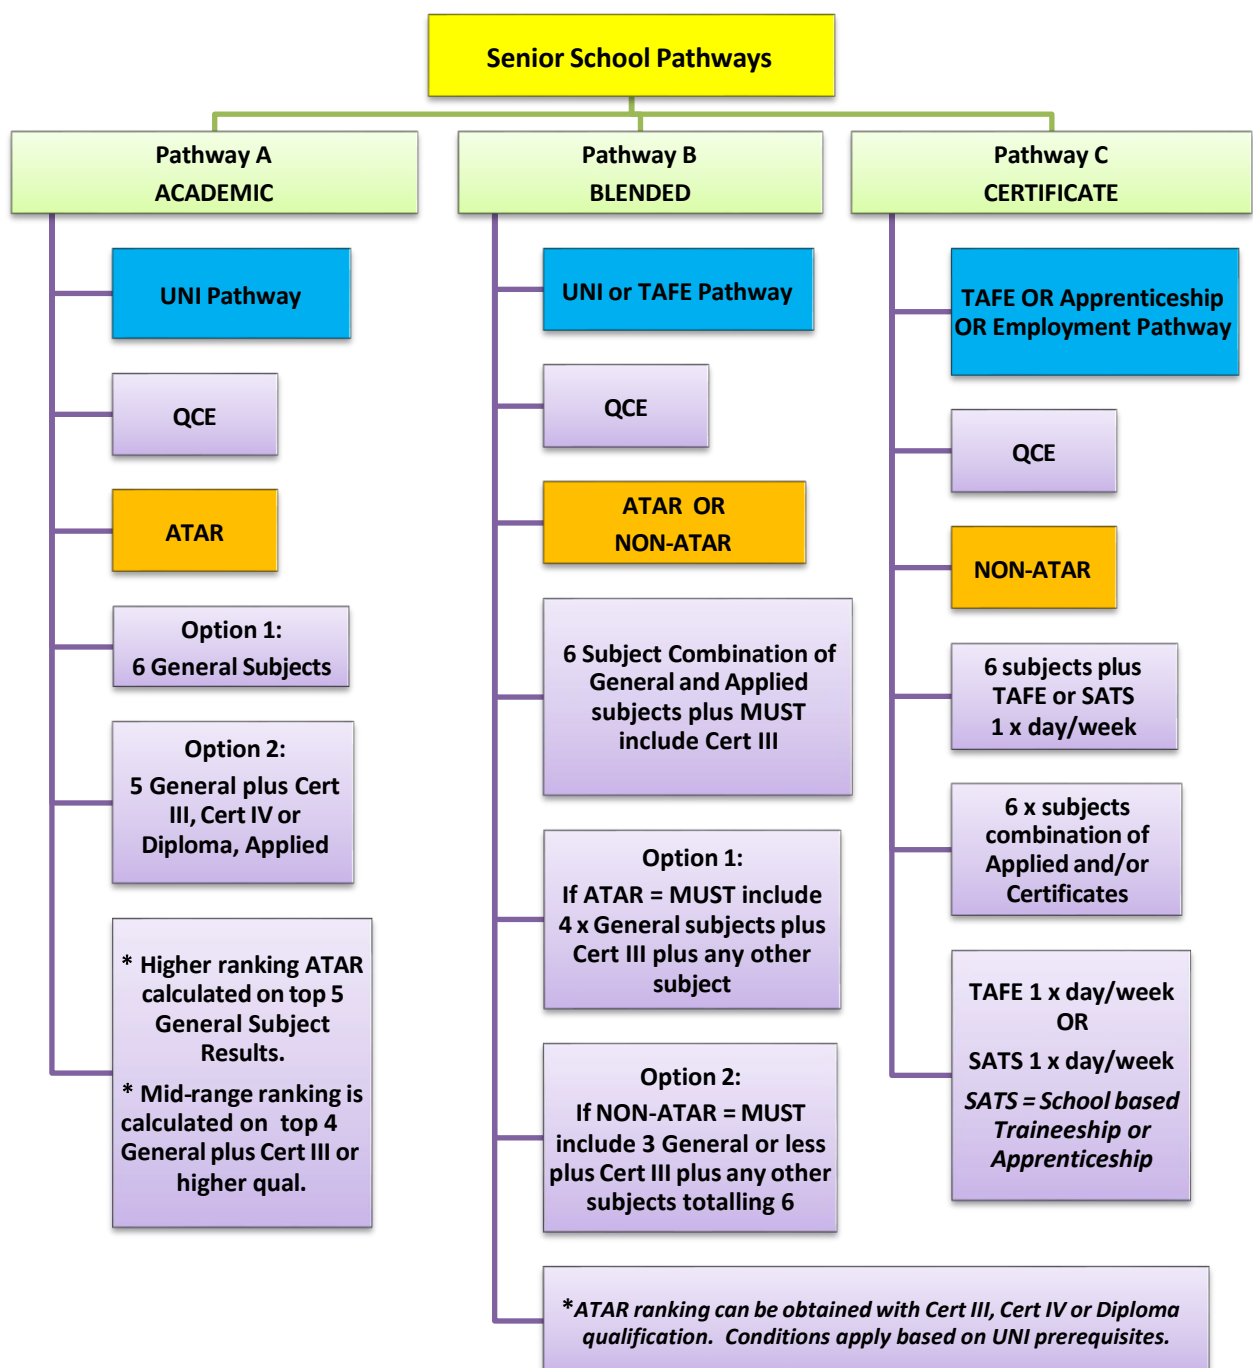 Senior School Pathways
Pathway A
ACADEMIC
UNI Pathway
QCE
ATAR
Option 1:
6 General Subjects
Option 2:
5 General plus Cert
III, Cert IV or
Diploma, Applied
* Higher ranking ATAR
calculated on top 5
General Subject
Results.
* Mid-range ranking is
calculated on top 4
General plus Cert III or
higher qual.
Pathway B
BLENDED
UNI or TAFE Pathway
QCE
ATAR OR
NON-ATAR
6 Subject Combination of
General and Applied
subjects plus MUST
include Cert III
Option 1:
If ATAR = MUST include
4 x General subjects plus
Cert III plus any other
subject
Option 2:
If NON-ATAR = MUST
include 3 General or less
plus Cert III plus any other
subjects totalling 6
*ATAR ranking can be obtained with Cert III, Cert IV or Diploma
qualification. Conditions apply based on UNI prerequisites.
Pathway C
CERTIFICATE
TAFE OR Apprenticeship
OR Employment Pathway
QCE
NON-ATAR
6 subjects plus
TAFE or SATS
1 x day/week
6 x subjects
combination of
Applied and/or
Certificates
TAFE 1 x day/week
OR
SATS 1 x day/week
SATS = School based
Traineeship or
Apprenticeship